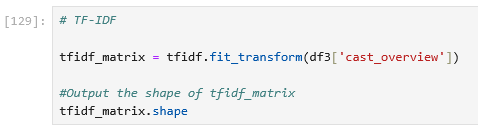 [129]: # TF-IDF
tfidf_matrix = tfidf.fit_transform(df3['cast_overview'])
#Output the shape of tfidf_matrix
tfidf_matrix.shape